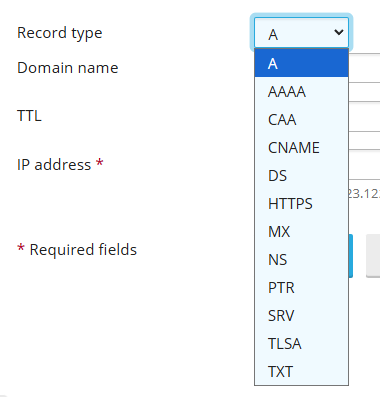 Record type A
Domain name
A
AAAA
TTL
CAA
CNAME
IP address *
DS
HTTPS
MX
* Required fields
NS
PTR
SRV
TLSA
TXT